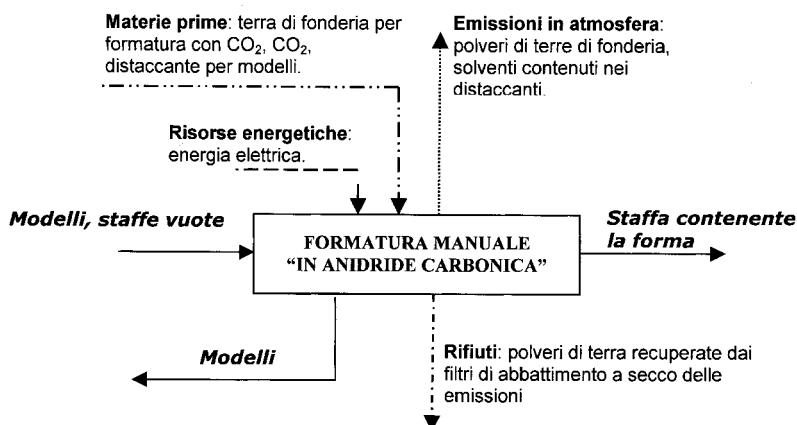 Materie prime: terra di fonderia per
formatura con CO₂, CO₂,
distaccante per modelli.
Emissioni in atmosfera:
polveri di terre di fonderia,
solventi contenuti nei
distaccanti.
Risorse energetiche:
energia elettrica.
Modelli, staffe vuote
FORMATURA MANUALE
“IN ANIDRIDE CARBONICA”
Staffa contenente
la forma
Modelli
Rifiuti: polveri di terra recuperate dai
filtri di abbattimento a secco delle
emissioni